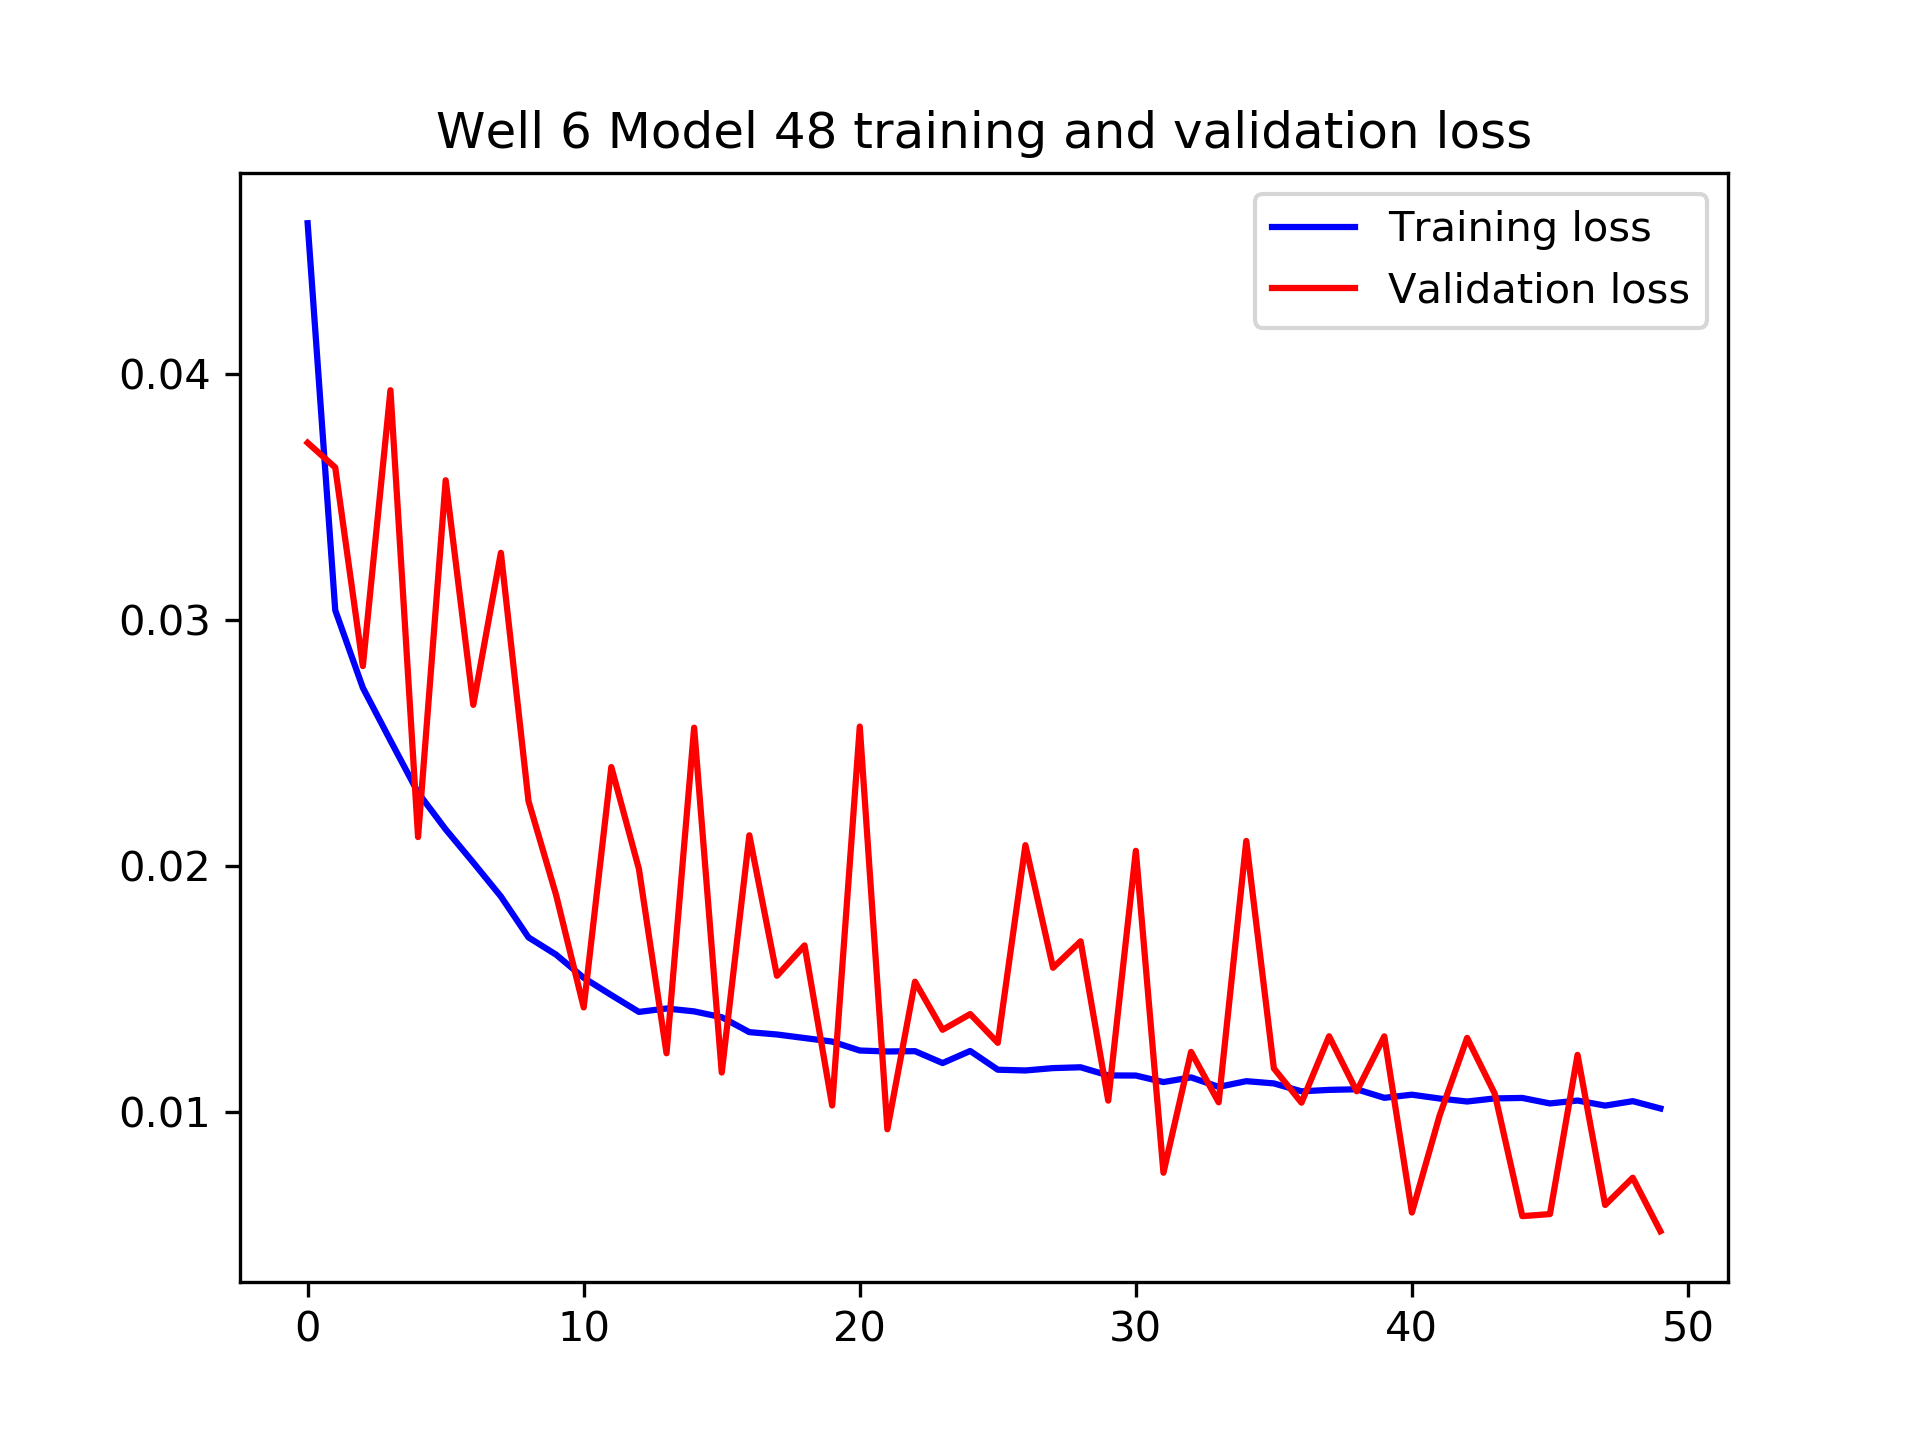 Well 6 Model 48 training and validation loss
Training loss
Validation loss
0.04
0.03
0.02
0.01
0 10 20 30 40 50